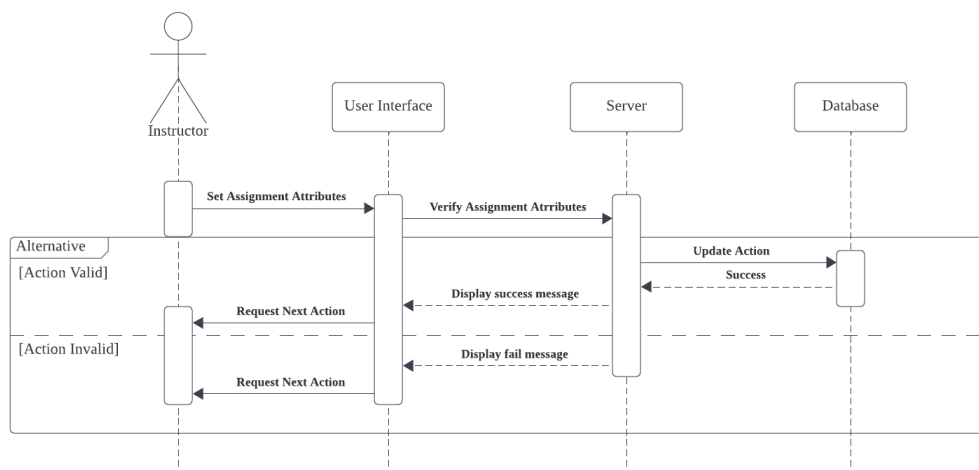 User Interface
Server
Database
Instructor
Set Assignment Attributes
Verify Assignment Atrributes
Alternative
Update Action
[Action Valid]
Success
Display success message
Request Next Action
[Action Invalid]
Display fail message
Request Next Action